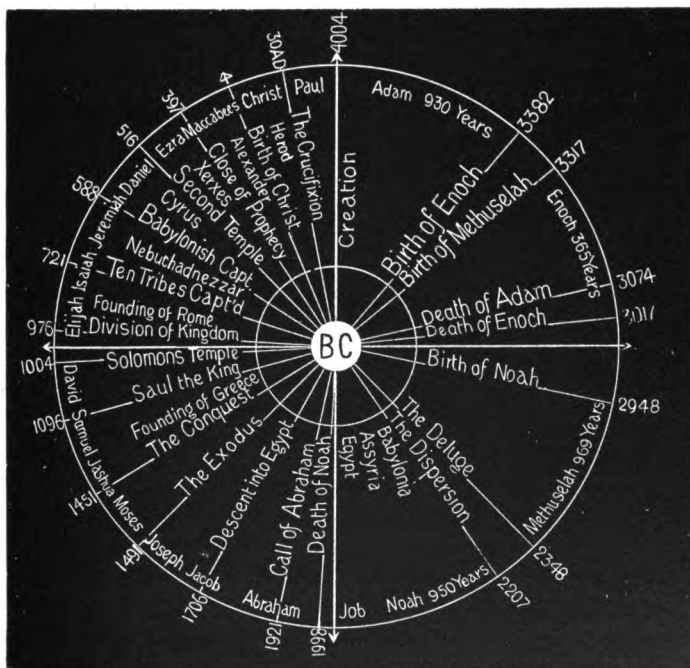 4004
Creation
Adam 930 Years
3382
Birth of Enoch
3317
Birth of Methuselah
Enoch 365 Years
3074
Death of Adam
3017
Death of Enoch
BC
Birth of Noah
2948
Methuselah 969 Years
The Deluge
2348
The Dispersion
2207
Babylonia
Assyria
Egypt
Noah 950 Years
Job
Death of Noah
1998
Call of Abraham
1921
Abraham
Descent into Egypt
1706
Joseph Jacob
The Exodus
1491
Moses
Jashua
The Conquest
1451
Founding of Greece
Samuel
Saul the King
1096
David
Solomons Temple
1004
Division of Kingdom
976
Founding of Rome
Elijah
Ten Tribes Capt'd
721
Isaiah
Nebuchadnezzar
Jeremiah
Babylonish Capt.
588
Cyrus
Daniel
Second Temple
516
Xerxes
Ezra
Close of Prophecy
397
Alexander
Maccabees
Birth of Christ
4
Christ
Herod
The Crucifixion
30AD
Paul